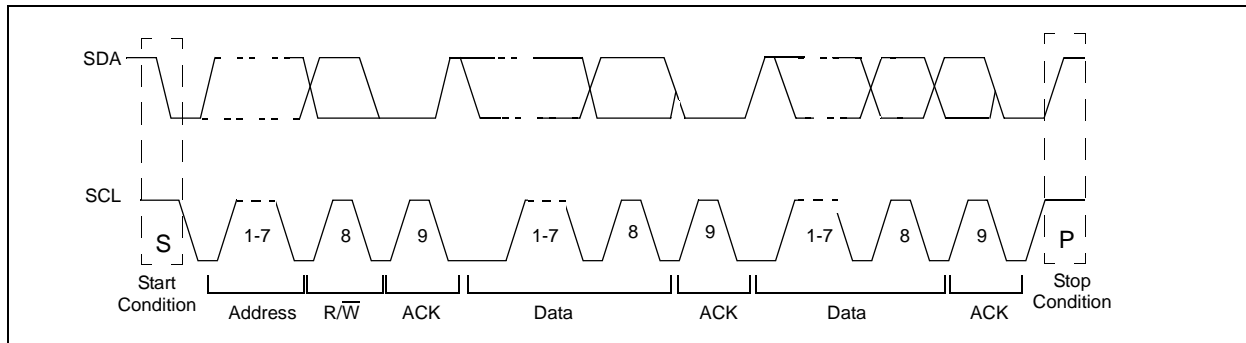 SDA
SCL
S
1-7
8
9
1-7
8
9
1-7
8
9
P
Start
Condition
Address
R/W̅
ACK
Data
ACK
Data
ACK
Stop
Condition